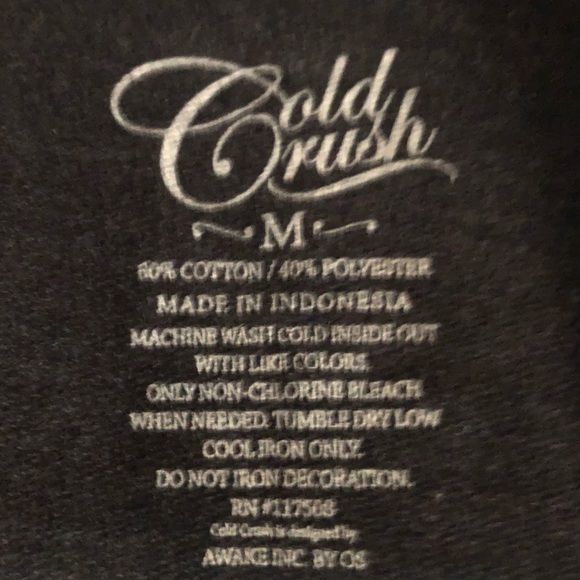 Cold
Crush
M
60% COTTON / 40% POLYESTER
MADE IN INDONESIA
MACHINE WASH COLD INSIDE OUT
WITH LIKE COLORS.
ONLY NON-CHLORINE BLEACH
WHEN NEEDED. TUMBLE DRY LOW
COOL IRON ONLY.
DO NOT IRON DECORATION.
RN #117568
Cold Crush is designed by
AWAKE INC. BY OS